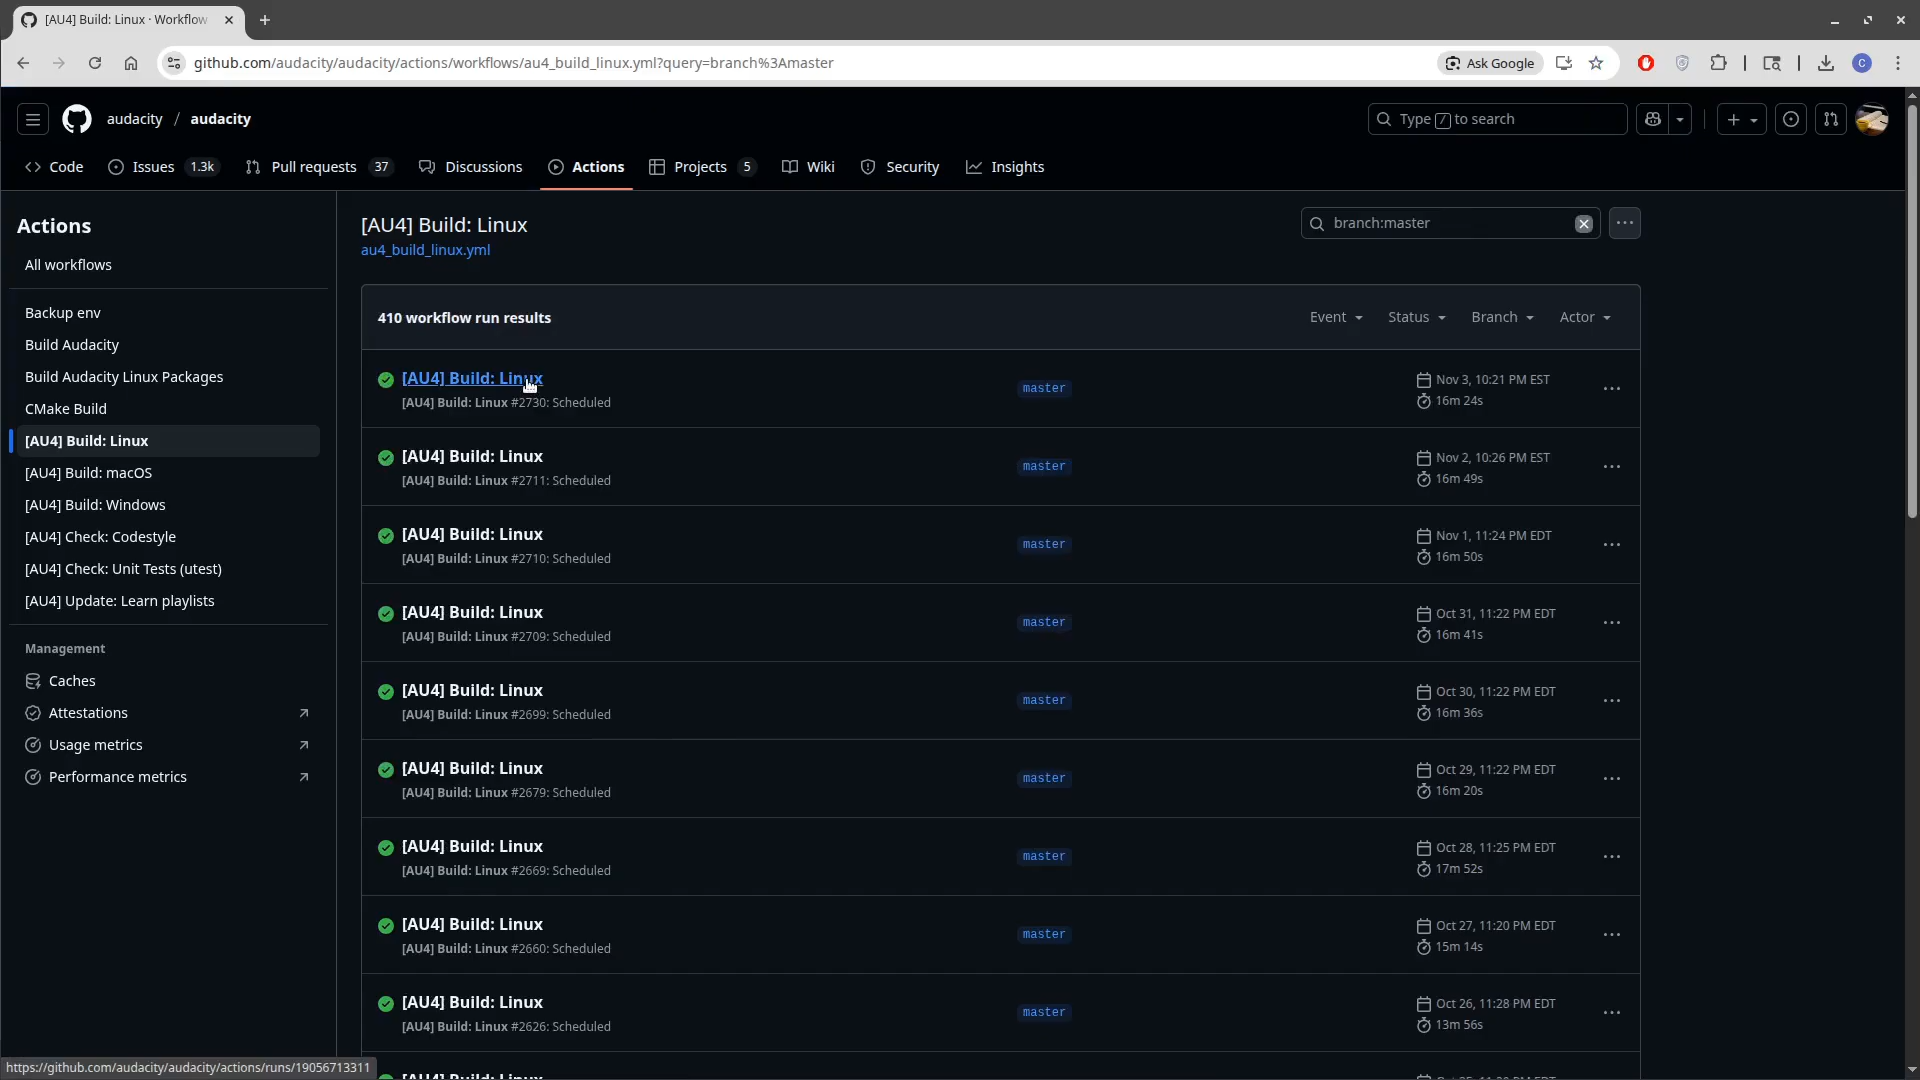 [AU4] Build: Linux · Workflow
github.com/audacity/audacity/actions/workflows/au4_build_linux.yml?query=branch%3Amaster
Ask Google
C
audacity / audacity
Type / to search
Code
Issues 1.3k
Pull requests 37
Discussions
Actions
Projects 5
Wiki
Security
Insights
Actions
All workflows
Backup env
Build Audacity
Build Audacity Linux Packages
CMake Build
[AU4] Build: Linux
[AU4] Build: macOS
[AU4] Build: Windows
[AU4] Check: Codestyle
[AU4] Check: Unit Tests (utest)
[AU4] Update: Learn playlists
Management
Caches
Attestations
Usage metrics
Performance metrics
[AU4] Build: Linux
au4_build_linux.yml
branch:master
410 workflow run results
Event
Status
Branch
Actor
[AU4] Build: Linux
[AU4] Build: Linux #2730: Scheduled
master
Nov 3, 10:21 PM EST
16m 24s
[AU4] Build: Linux
[AU4] Build: Linux #2711: Scheduled
master
Nov 2, 10:26 PM EST
16m 49s
[AU4] Build: Linux
[AU4] Build: Linux #2710: Scheduled
master
Nov 1, 11:24 PM EDT
16m 50s
[AU4] Build: Linux
[AU4] Build: Linux #2709: Scheduled
master
Oct 31, 11:22 PM EDT
16m 41s
[AU4] Build: Linux
[AU4] Build: Linux #2699: Scheduled
master
Oct 30, 11:22 PM EDT
16m 36s
[AU4] Build: Linux
[AU4] Build: Linux #2679: Scheduled
master
Oct 29, 11:22 PM EDT
16m 20s
[AU4] Build: Linux
[AU4] Build: Linux #2669: Scheduled
master
Oct 28, 11:25 PM EDT
17m 52s
[AU4] Build: Linux
[AU4] Build: Linux #2660: Scheduled
master
Oct 27, 11:20 PM EDT
15m 14s
[AU4] Build: Linux
[AU4] Build: Linux #2626: Scheduled
master
Oct 26, 11:28 PM EDT
13m 56s
[AU4] Build: Linux
https://github.com/audacity/audacity/actions/runs/19056713311